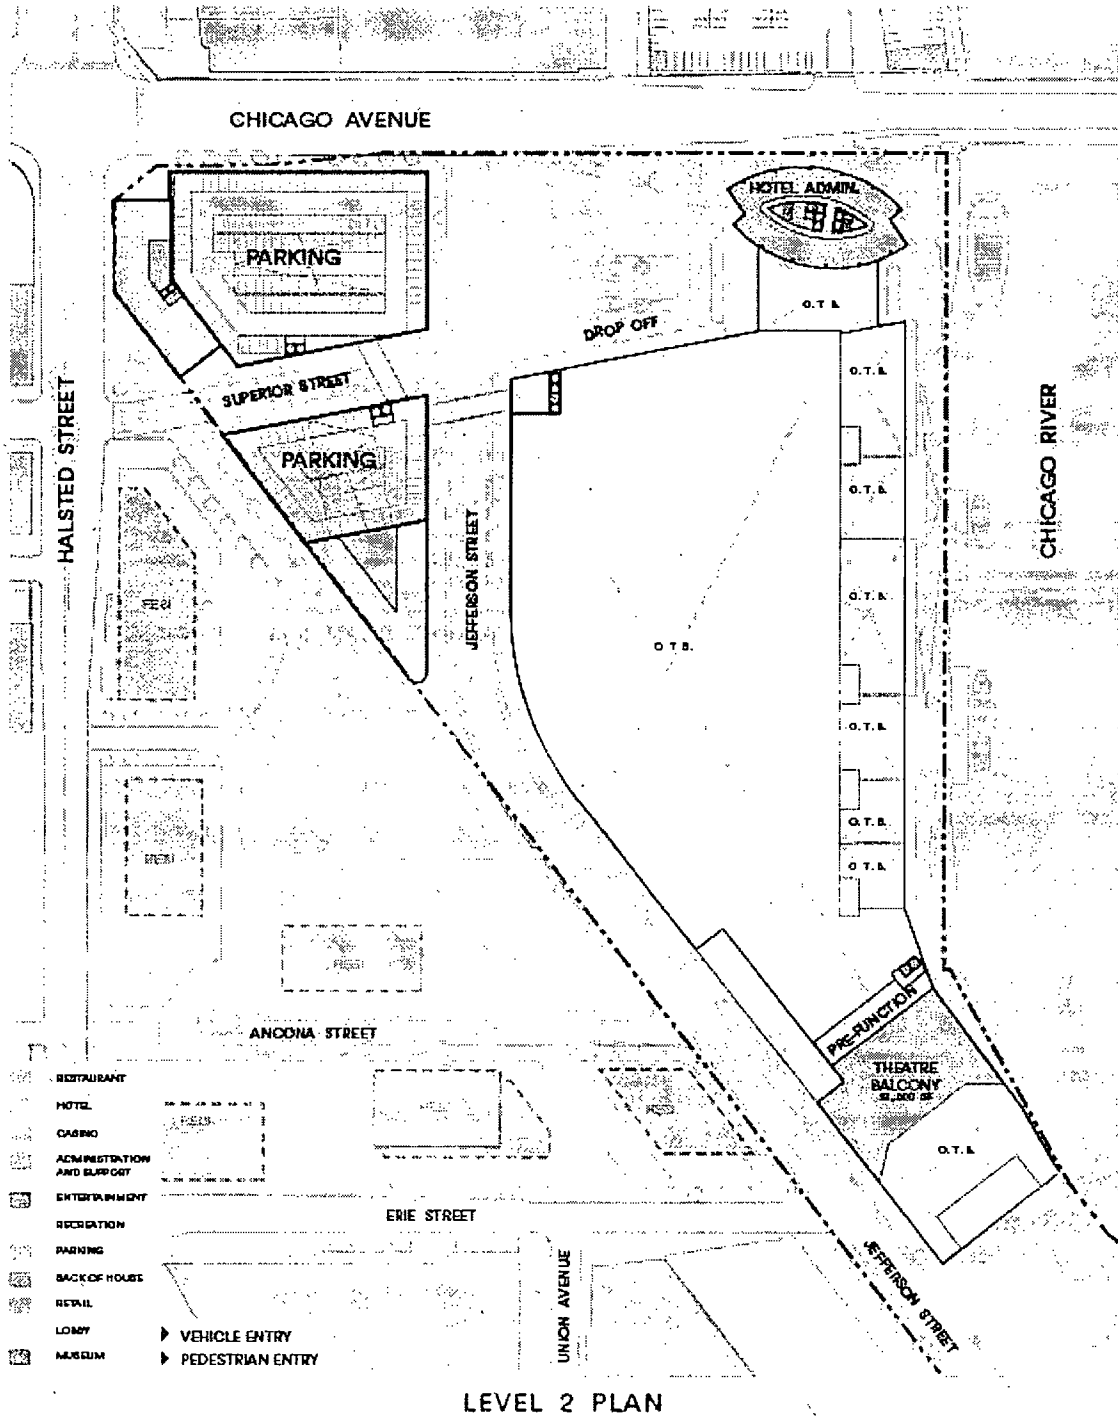 CHICAGO AVENUE
HOTEL ADMIN.
PARKING
O.T.B.
DROP OFF
SUPERIOR STREET
O.T.B.
HALSTED STREET
CHICAGO RIVER
PARKING
O.T.B.
JEFFERSON STREET
O.T.B.
O.T.B.
O.T.B.
O.T.B.
O.T.B.
PRE-FUNCTION
ANCONA STREET
THEATRE
BALCONY
RESTAURANT
HOTEL
CASINO
ADMINISTRATION
AND SUPPORT
O.T.B.
ENTERTAINMENT
ERIE STREET
RECREATION
PARKING
BACK OF HOUSE
RETAIL
UNION AVENUE
JEFFERSON STREET
LOBBY
VEHICLE ENTRY
MUSEUM
PEDESTRIAN ENTRY
LEVEL 2 PLAN